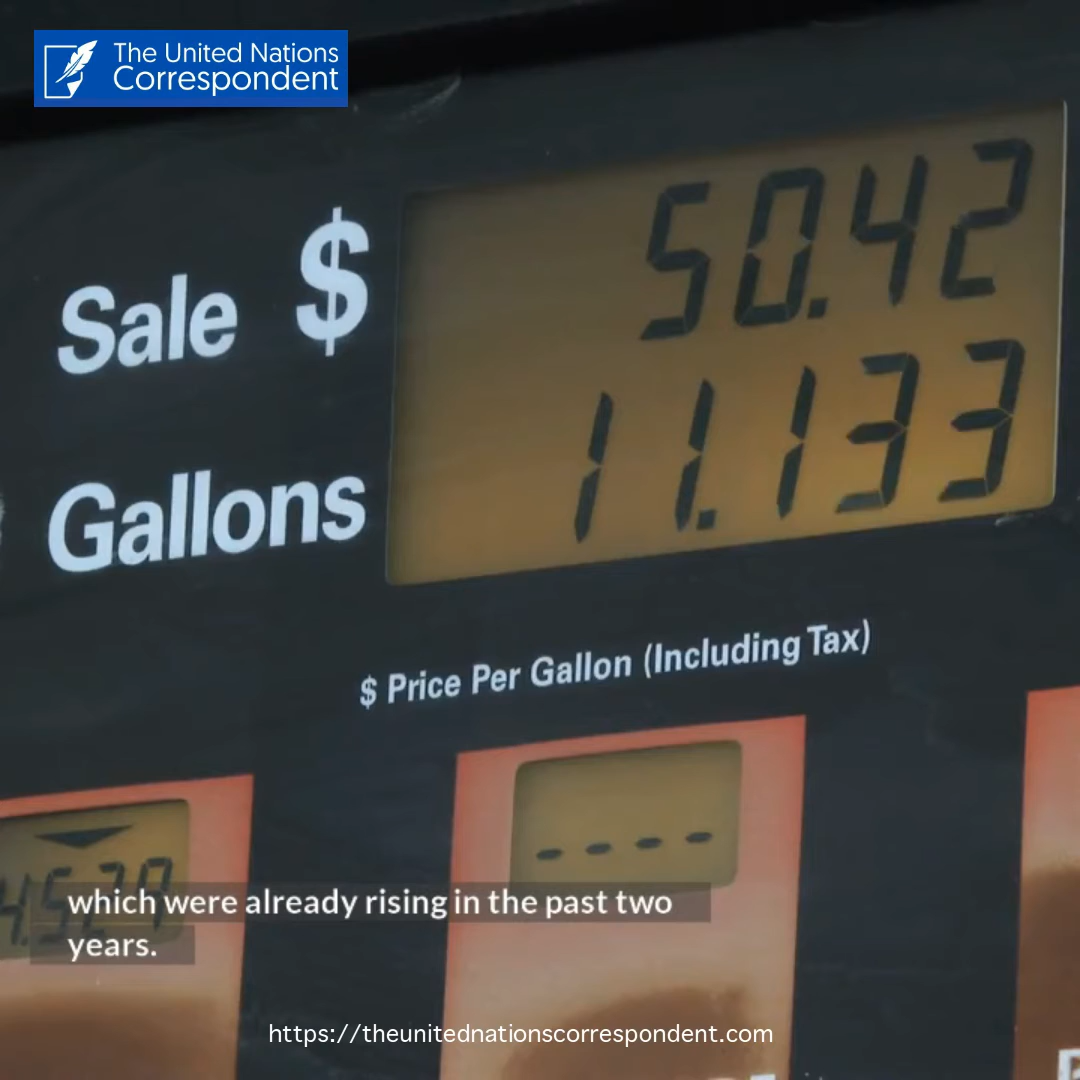 The United Nations
Correspondent
Sale $ 50.42
Gallons 11.133
$ Price Per Gallon (Including Tax)
- - - -
which were already rising in the past two
years.
https://theunitednationscorrespondent.com